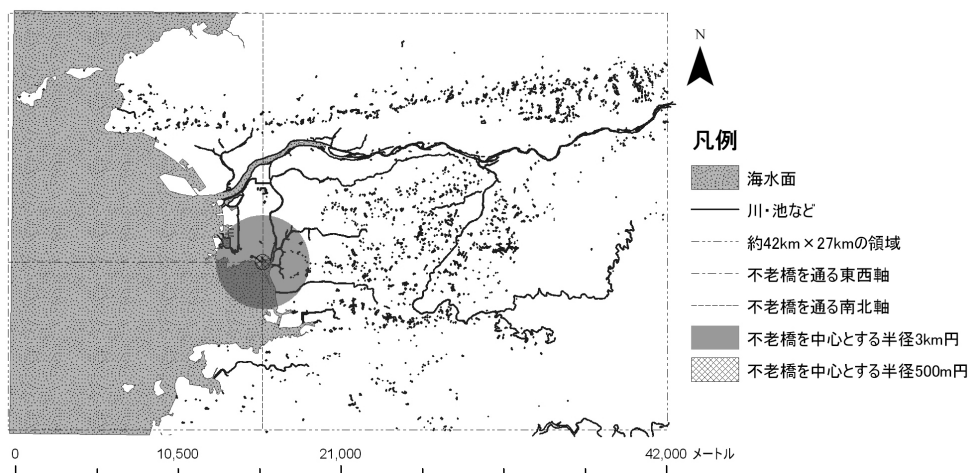 N
凡例
海水面
川・池など
約42km×27kmの領域
不老橋を通る東西軸
不老橋を通る南北軸
不老橋を中心とする半径3km円
不老橋を中心とする半径500m円
0 10,500 21,000 42,000 メートル